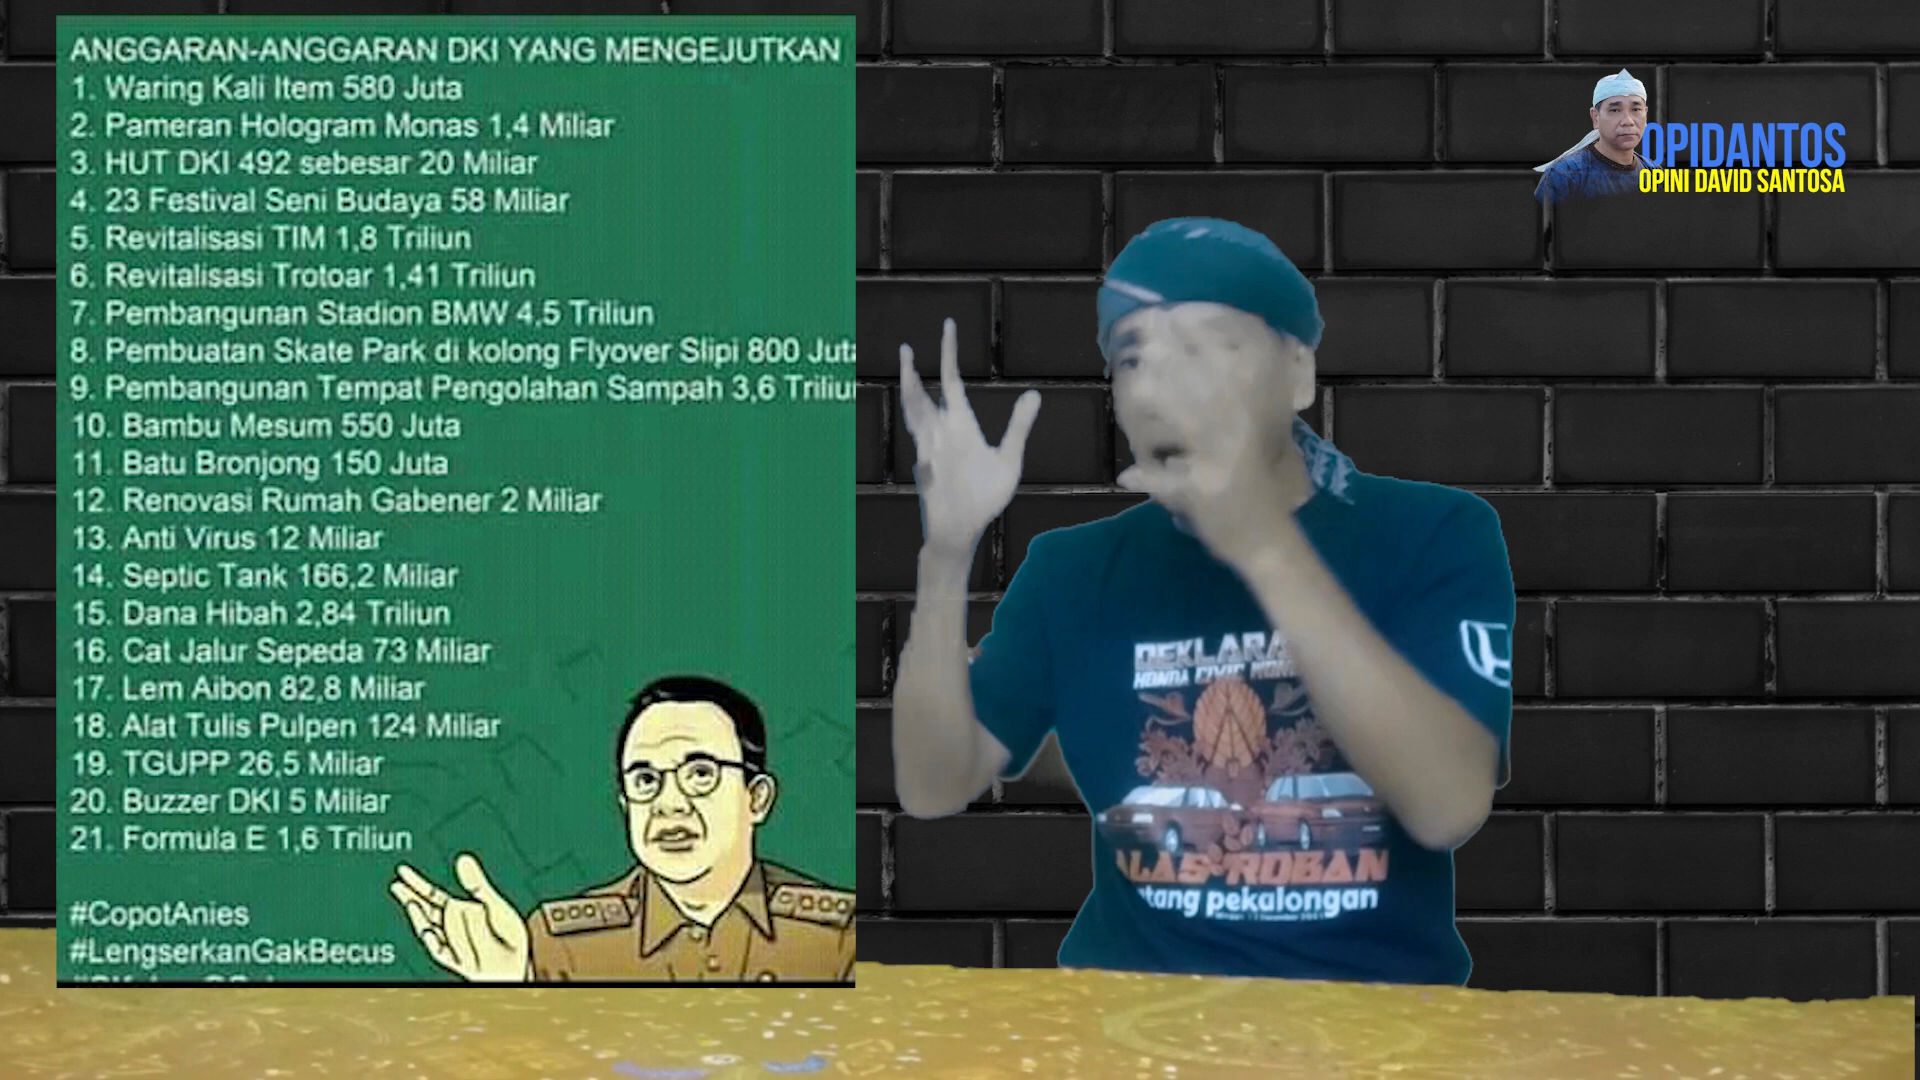 ANGGARAN-ANGGARAN DKI YANG MENGEJUTKAN
1. Waring Kali Item 580 Juta
2. Pameran Hologram Monas 1,4 Miliar
3. HUT DKI 492 sebesar 20 Miliar
4. 23 Festival Seni Budaya 58 Miliar
5. Revitalisasi TIM 1,8 Triliun
6. Revitalisasi Trotoar 1,41 Triliun
7. Pembangunan Stadion BMW 4,5 Triliun
8. Pembuatan Skate Park di kolong Flyover Slipi 800 Juta
9. Pembangunan Tempat Pengolahan Sampah 3,6 Triliun
10. Bambu Mesum 550 Juta
11. Batu Bronjong 150 Juta
12. Renovasi Rumah Gabener 2 Miliar
13. Anti Virus 12 Miliar
14. Septic Tank 166,2 Miliar
15. Dana Hibah 2,84 Triliun
16. Cat Jalur Sepeda 73 Miliar
17. Lem Aibon 82,8 Miliar
18. Alat Tulis Pulpen 124 Miliar
19. TGUPP 26,5 Miliar
20. Buzzer DKI 5 Miliar
21. Formula E 1,6 Triliun
#CopotAnies
#LengserkanGakBecus
OPIDANTOS
OPINI DAVID SANTOSA
DEKLARA
HONDA CIVIC
ALAS ROBAN
tang pekalongan